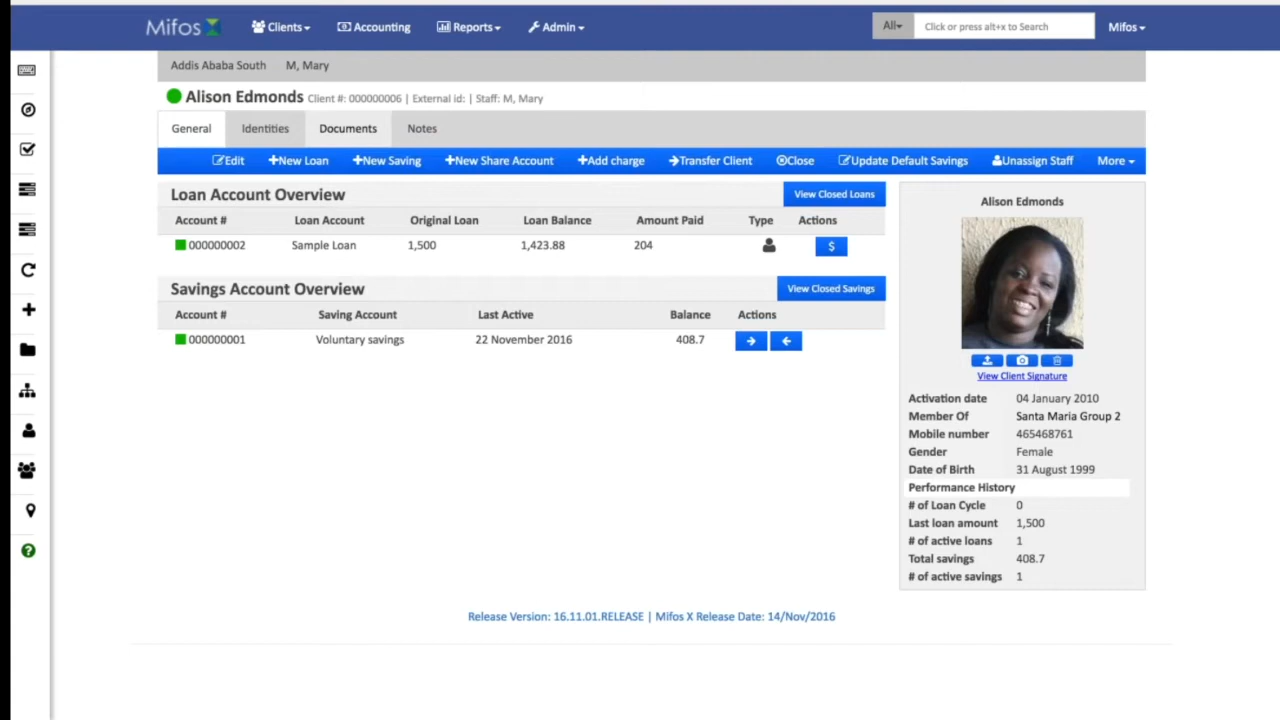 Mifos Clients Accounting Reports Admin All Click or press alt+x to Search Mifos
Addis Ababa South M, Mary
Alison Edmonds Client #: 000000006 | External id: | Staff: M, Mary
General Identities Documents Notes
Edit +New Loan +New Saving +New Share Account +Add charge Transfer Client Close Update Default Savings Unassign Staff More
Loan Account Overview View Closed Loans
Account # Loan Account Original Loan Loan Balance Amount Paid Type Actions
000000002 Sample Loan 1,500 1,423.88 204 $
Savings Account Overview View Closed Savings
Account # Saving Account Last Active Balance Actions
000000001 Voluntary savings 22 November 2016 408.7
Alison Edmonds
View Client Signature
Activation date 04 January 2010
Member Of Santa Maria Group 2
Mobile number 465468761
Gender Female
Date of Birth 31 August 1999
Performance History
# of Loan Cycle 0
Last loan amount 1,500
# of active loans 1
Total savings 408.7
# of active savings 1
Release Version: 16.11.01.RELEASE | Mifos X Release Date: 14/Nov/2016